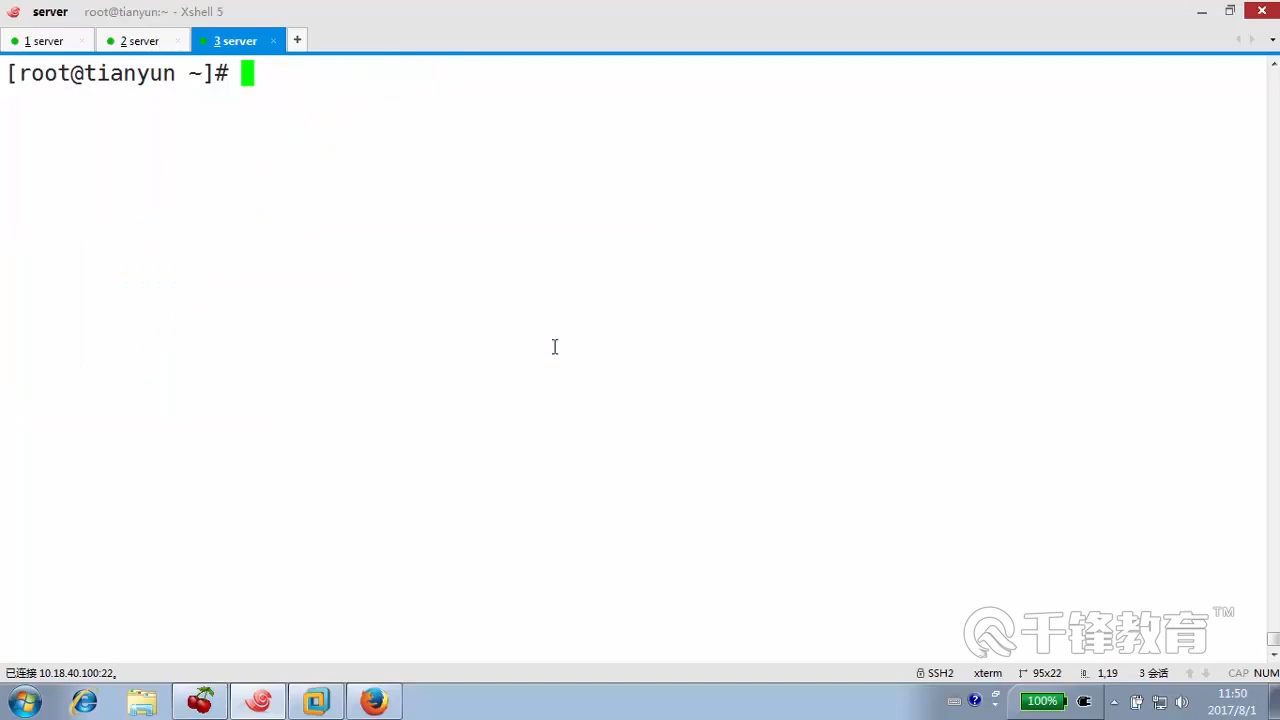 server root@tianyun:~ - Xshell 5
1 server
2 server
3 server
[root@tianyun ~]#
千锋教育™
已连接 10.18.40.100:22。
SSH2
xterm
95x22
1,19
3 会话
CAP NUM
100%
11:50
2017/8/1